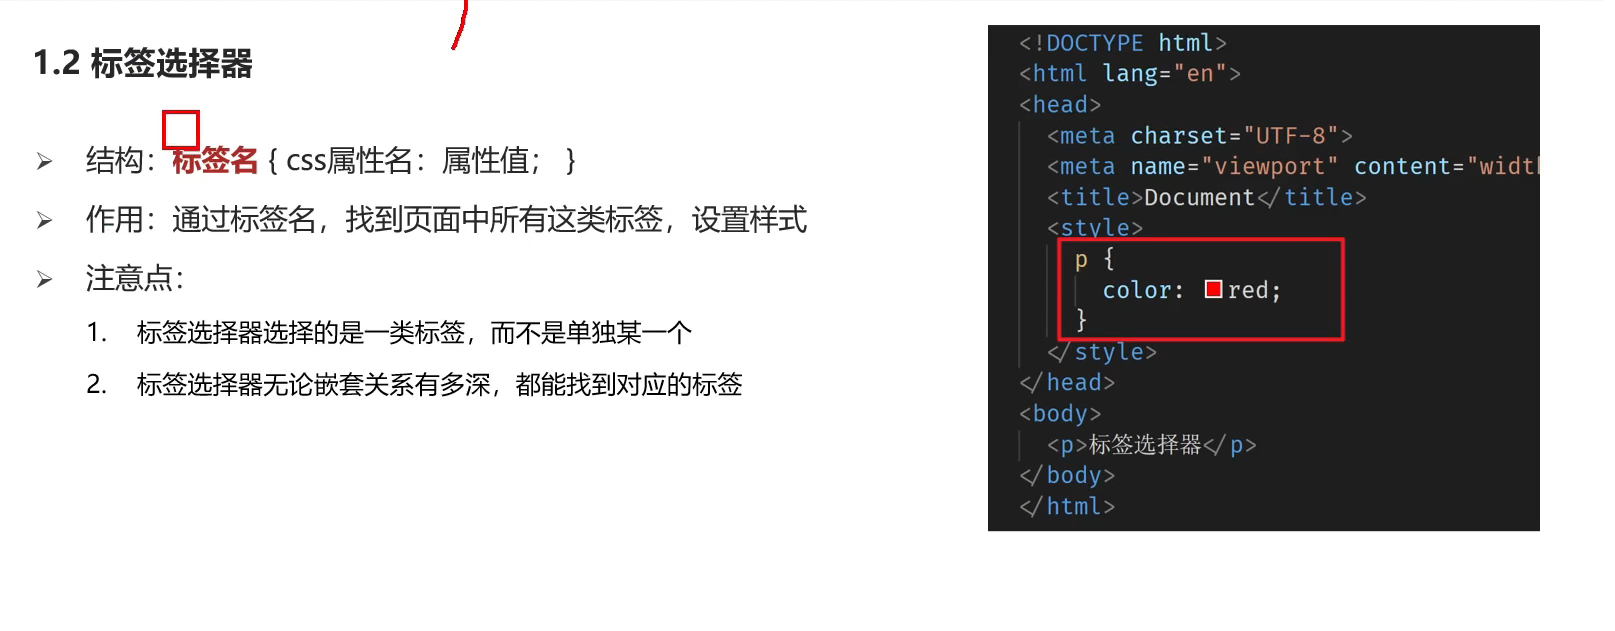 1.2 标签选择器
结构：标签名 { css属性名：属性值； }
作用：通过标签名，找到页面中所有这类标签，设置样式
注意点：
1. 标签选择器选择的是一类标签，而不是单独某一个
2. 标签选择器无论嵌套关系有多深，都能找到对应的标签
<!DOCTYPE html>
<html lang="en">
<head>
<meta charset="UTF-8">
<meta name="viewport" content="width
<title>Document</title>
<style>
p {
color: red;
}
</style>
</head>
<body>
<p>标签选择器</p>
</body>
</html>